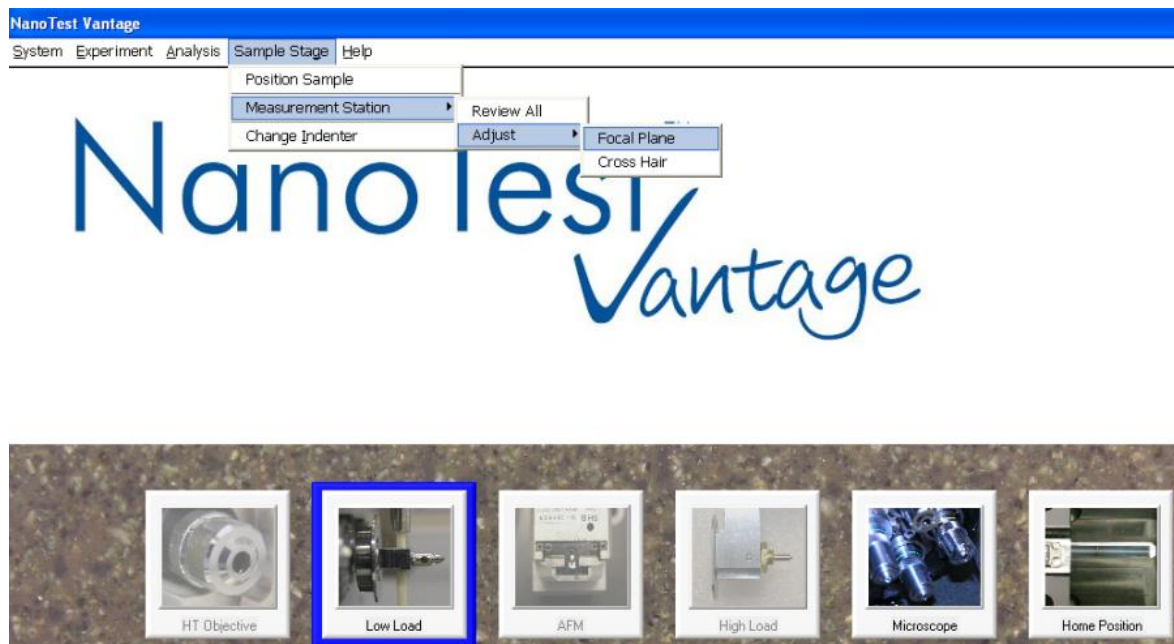 NanoTest Vantage
System Experiment Analysis Sample Stage Help
Position Sample
Measurement Station
Change Indenter
Review All
Adjust
Focal Plane
Cross Hair
NanoTest
Vantage
HT Objective
Low Load
AFM
High Load
Microscope
Home Position